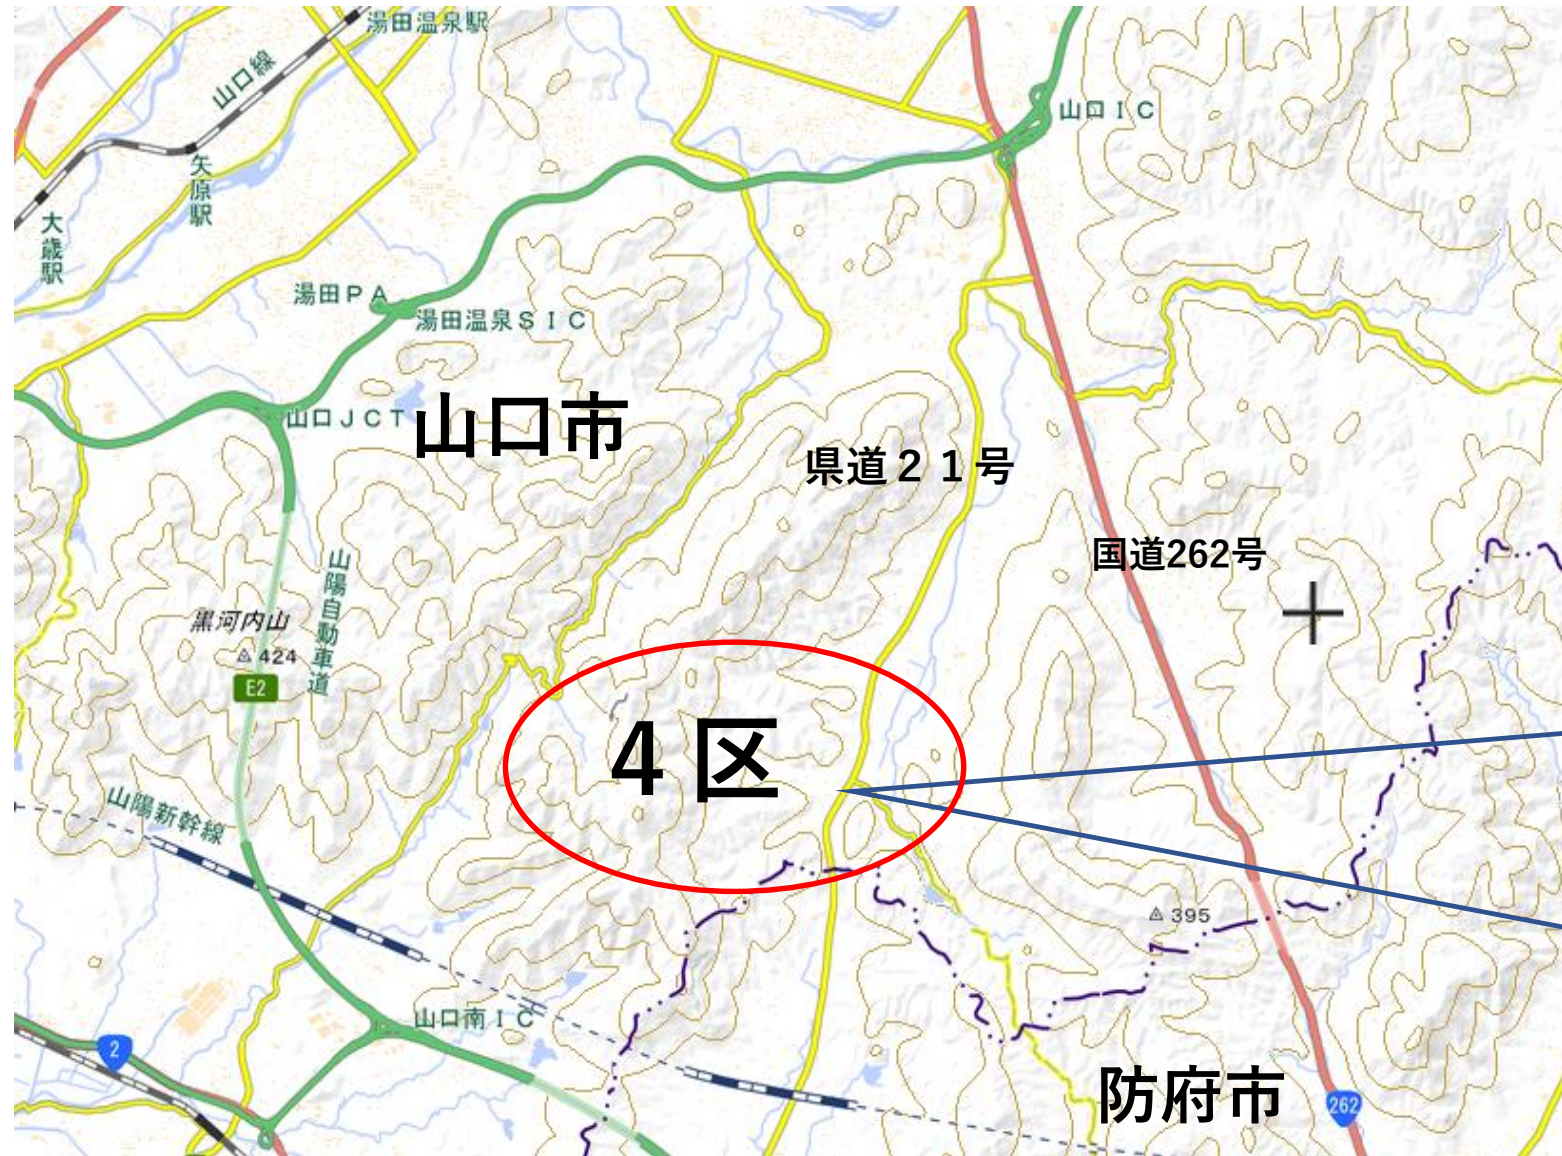 湯田温泉駅
山口線
山口IC
矢原駅
大歳駅
湯田PA
湯田温泉SIC
山口JCT
山口市
県道21号
国道262号
山陽自動車道
黒河内山
424
E2
4区
山陽新幹線
395
山口南IC
2
防府市
262